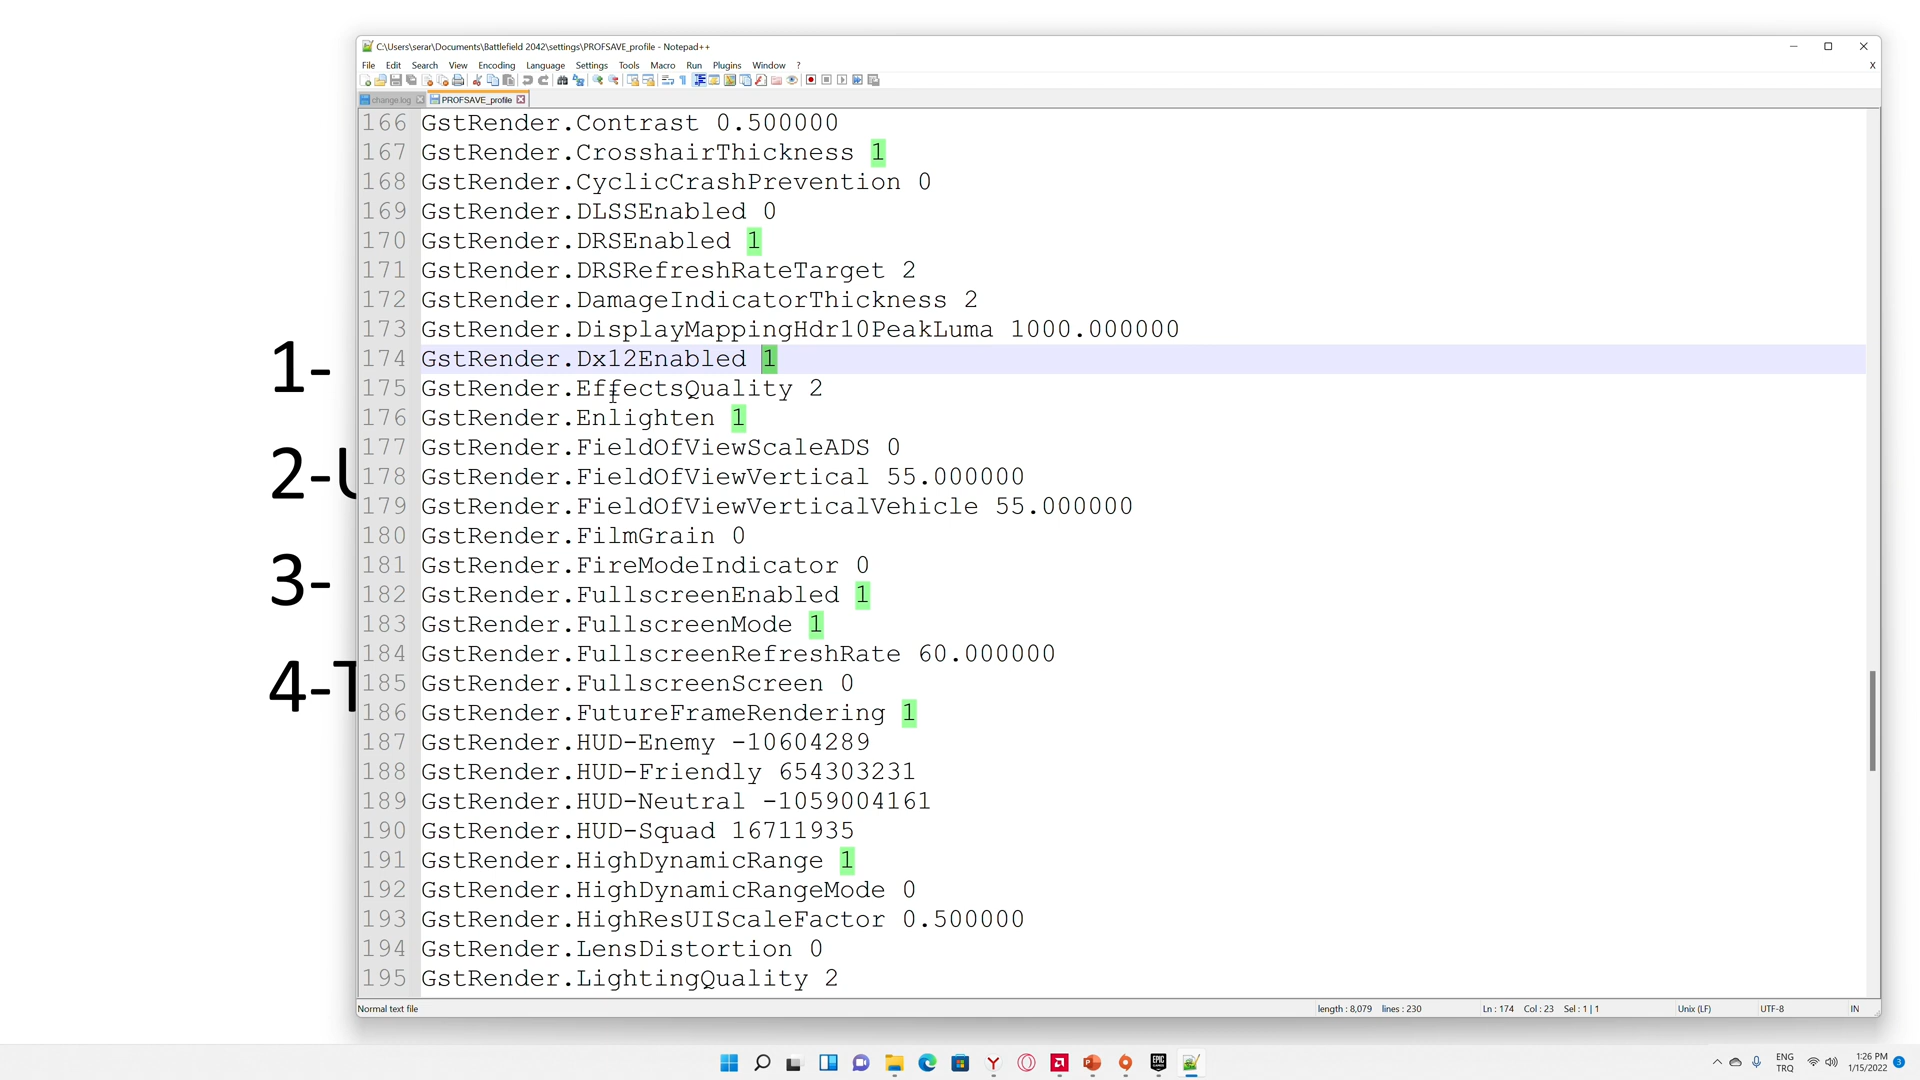 C:\Users\serar\Documents\Battlefield 2042\settings\PROFSAVE_profile - Notepad++
File Edit Search View Encoding Language Settings Tools Macro Run Plugins Window ?
X
change.log PROFSAVE_profile
166 GstRender.Contrast 0.500000
167 GstRender.CrosshairThickness 1
168 GstRender.CyclicCrashPrevention 0
169 GstRender.DLSSEnabled 0
170 GstRender.DRSEnabled 1
171 GstRender.DRSRefreshRateTarget 2
172 GstRender.DamageIndicatorThickness 2
173 GstRender.DisplayMappingHdr10PeakLuma 1000.000000
174 GstRender.Dx12Enabled 1
175 GstRender.EffectsQuality 2
176 GstRender.Enlighten 1
177 GstRender.FieldOfViewScaleADS 0
178 GstRender.FieldOfViewVertical 55.000000
179 GstRender.FieldOfViewVerticalVehicle 55.000000
180 GstRender.FilmGrain 0
181 GstRender.FireModeIndicator 0
182 GstRender.FullscreenEnabled 1
183 GstRender.FullscreenMode 1
184 GstRender.FullscreenRefreshRate 60.000000
185 GstRender.FullscreenScreen 0
186 GstRender.FutureFrameRendering 1
187 GstRender.HUD-Enemy -10604289
188 GstRender.HUD-Friendly 654303231
189 GstRender.HUD-Neutral -1059004161
190 GstRender.HUD-Squad 16711935
191 GstRender.HighDynamicRange 1
192 GstRender.HighDynamicRangeMode 0
193 GstRender.HighResUIScaleFactor 0.500000
194 GstRender.LensDistortion 0
195 GstRender.LightingQuality 2
1-
2-U
3-
4-T
Normal text file length : 8,079 lines : 230 Ln : 174 Col : 23 Sel : 1 | 1 Unix (LF) UTF-8 IN
EPIC GAMES
ENG
TRQ
1:26 PM
1/15/2022
3